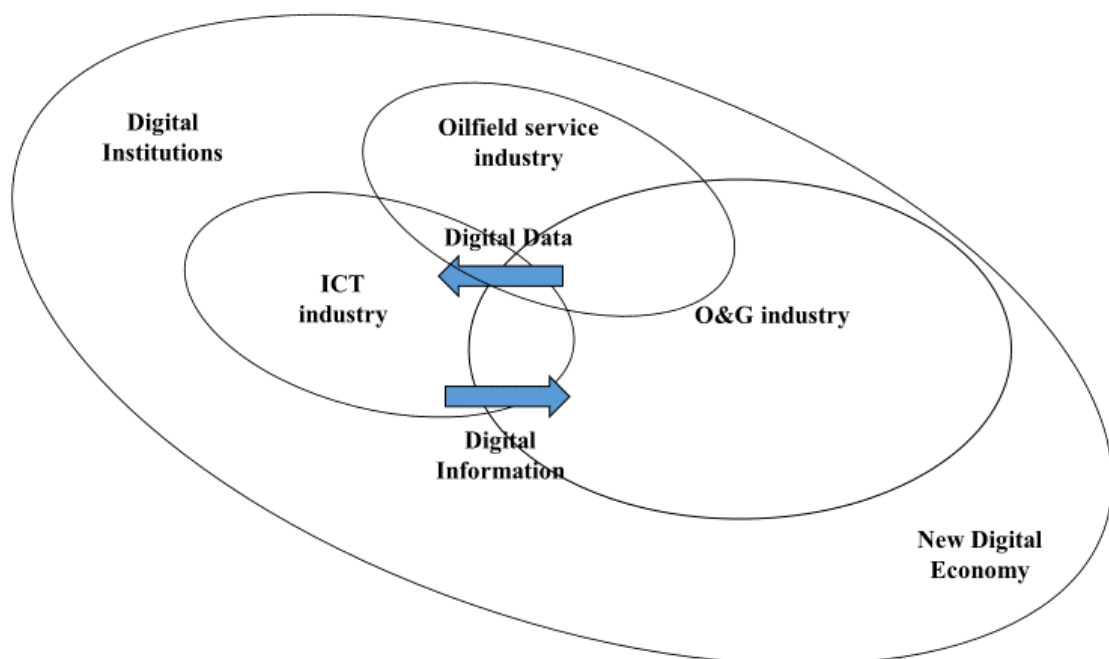 Digital
Institutions
Oilfield service
industry
Digital Data
ICT
industry
O&G industry
Digital
Information
New Digital
Economy